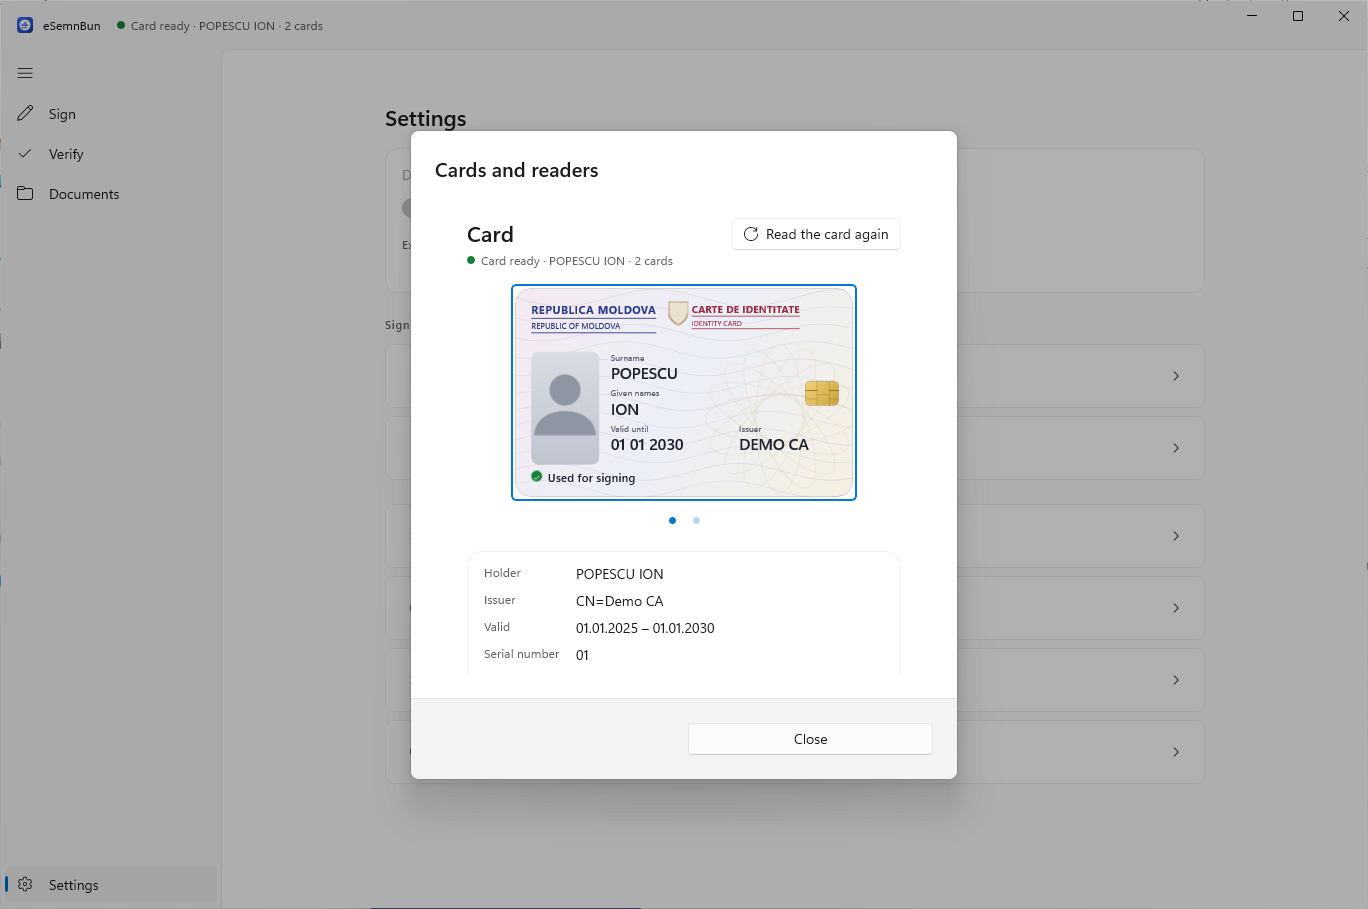 eSemnBun
Card ready · POPESCU ION · 2 cards
Sign
Verify
Documents
Settings
Settings
Sign
Cards and readers
Card
Read the card again
Card ready · POPESCU ION · 2 cards
REPUBLICA MOLDOVA
REPUBLIC OF MOLDOVA
CARTE DE IDENTITATE
IDENTITY CARD
Surname
POPESCU
Given names
ION
Valid until
01 01 2030
Issuer
DEMO CA
Used for signing
Holder POPESCU ION
Issuer CN=Demo CA
Valid 01.01.2025 – 01.01.2030
Serial number 01
Close